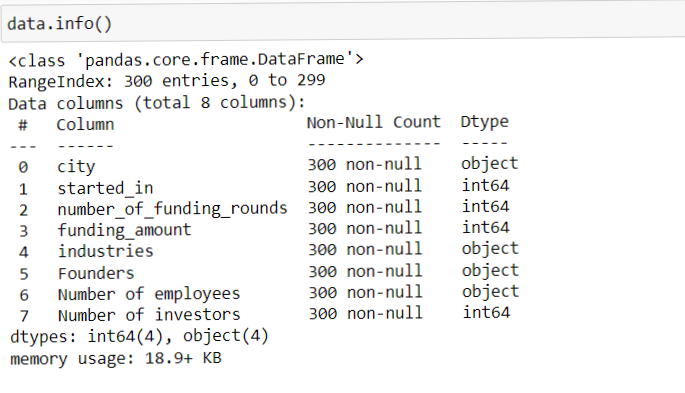 data.info()
<class 'pandas.core.frame.DataFrame'>
RangeIndex: 300 entries, 0 to 299
Data columns (total 8 columns):
 #   Column                    Non-Null Count  Dtype
---  ------                    --------------  -----
 0   city                      300 non-null    object
 1   started_in                300 non-null    int64
 2   number_of_funding_rounds  300 non-null    int64
 3   funding_amount            300 non-null    int64
 4   industries                300 non-null    object
 5   Founders                  300 non-null    object
 6   Number of employees       300 non-null    object
 7   Number of investors       300 non-null    int64
dtypes: int64(4), object(4)
memory usage: 18.9+ KB